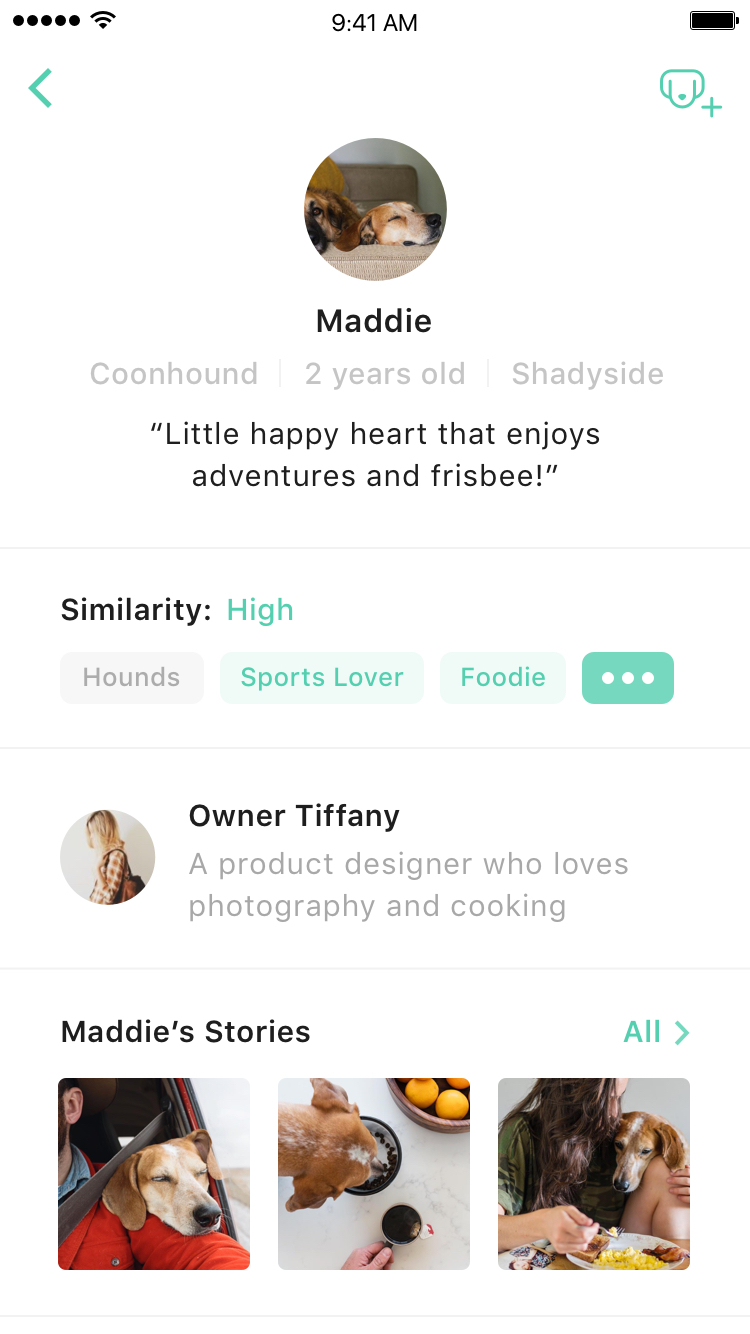 9:41 AM
Maddie
Coonhound 2 years old Shadyside
“Little happy heart that enjoys
adventures and frisbee!”
Similarity: High
Hounds Sports Lover Foodie
Owner Tiffany
A product designer who loves
photography and cooking
Maddie’s Stories All